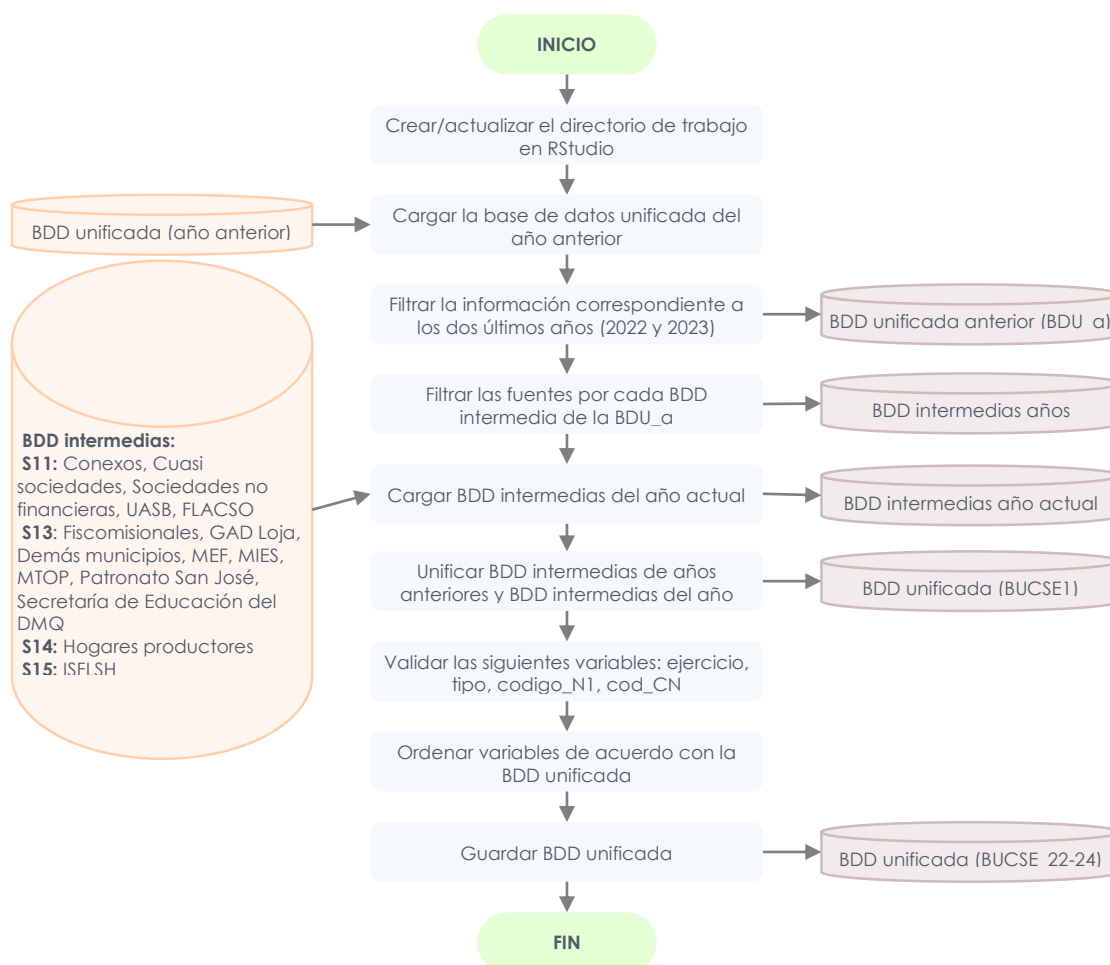 INICIO
Crear/actualizar el directorio de trabajo
en RStudio
BDD unificada (año anterior)
Cargar la base de datos unificada del
año anterior
Filtrar la información correspondiente a
los dos últimos años (2022 y 2023)
BDD unificada anterior (BDU_a)
Filtrar las fuentes por cada BDD
intermedia de la BDU_a
BDD intermedias años
BDD intermedias:
S11: Conexos, Cuasi
sociedades, Sociedades no
financieras, UASB, FLACSO
S13: Fiscomisionales, GAD Loja,
Demás municipios, MEF, MIES,
MTOP, Patronato San José,
Secretaría de Educación del
DMQ
S14: Hogares productores
S15: ISFLSH
Cargar BDD intermedias del año actual
BDD intermedias año actual
Unificar BDD intermedias de años
anteriores y BDD intermedias del año
BDD unificada (BUCSE1)
Validar las siguientes variables: ejercicio,
tipo, codigo_N1, cod_CN
Ordenar variables de acuerdo con la
BDD unificada
Guardar BDD unificada
BDD unificada (BUCSE_22-24)
FIN